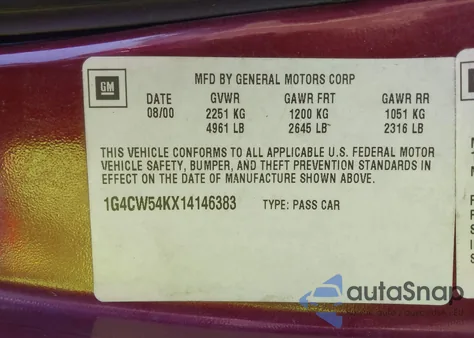 GM
MFD BY GENERAL MOTORS CORP
DATE GVWR GAWR FRT GAWR RR
08/00 2251 KG 1200 KG 1051 KG
4961 LB 2645 LB 2316 LB
THIS VEHICLE CONFORMS TO ALL APPLICABLE U.S. FEDERAL MOTOR
VEHICLE SAFETY, BUMPER, AND THEFT PREVENTION STANDARDS IN
EFFECT ON THE DATE OF MANUFACTURE SHOWN ABOVE.
1G4CW54KX14146383 TYPE: PASS CAR
GM
autoSnap